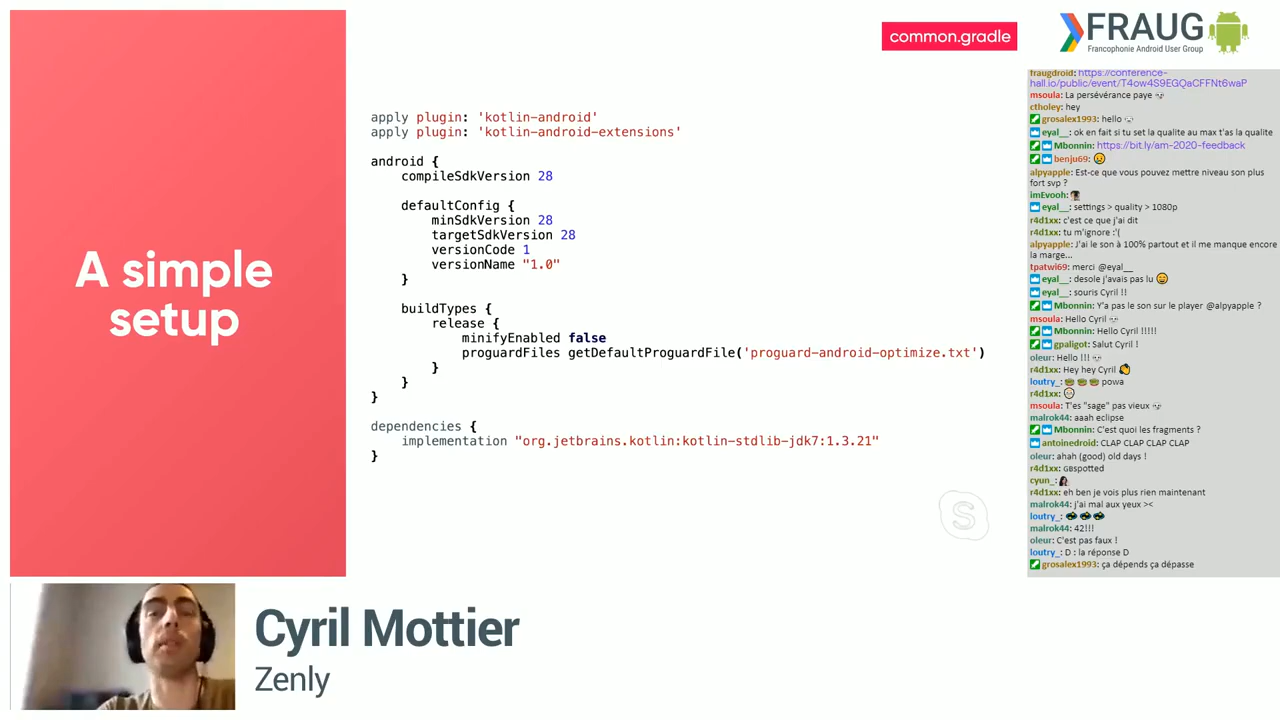 A simple
setup
common.gradle
FRAUG
Francophonie Android User Group
apply plugin: 'kotlin-android'
apply plugin: 'kotlin-android-extensions'
android {
compileSdkVersion 28
defaultConfig {
minSdkVersion 28
targetSdkVersion 28
versionCode 1
versionName "1.0"
}
buildTypes {
release {
minifyEnabled false
proguardFiles getDefaultProguardFile('proguard-android-optimize.txt')
}
}
}
dependencies {
implementation "org.jetbrains.kotlin:kotlin-stdlib-jdk7:1.3.21"
}
fraugdroid: https://conference-
hall.io/public/event/T4ow4S9EGQaCFFNt6waP
msoula: La persévérance paye
ctholey: hey
grosalex1993: hello
eyal__: ok en fait si tu set la qualite au max t'as la qualite
Mbonnin: https://bit.ly/am-2020-feedback
benju69:
alpyapple: Est-ce que vous pouvez mettre niveau son plus
fort svp ?
imEvooh:
eyal__: settings > quality > 1080p
r4d1xx: c'est ce que j'ai dit
r4d1xx: tu m'ignore :'(
alpyapple: J'ai le son à 100% partout et il me manque encore
la marge...
tpatwi69: merci @eyal__
eyal__: desole j'avais pas lu
eyal__: souris Cyril !!
Mbonnin: Y'a pas le son sur le player @alpyapple ?
msoula: Hello Cyril
Mbonnin: Hello Cyril !!!!!
gpaligot: Salut Cyril !
oleur: Hello !!!
r4d1xx: Hey hey Cyril
loutry_: powa
r4d1xx:
msoula: T'es "sage" pas vieux
malrok44: aaah eclipse
Mbonnin: C'est quoi les fragments ?
antoinedroid: CLAP CLAP CLAP CLAP
oleur: ahah (good) old days !
r4d1xx: GBspotted
cyun_:
r4d1xx: eh ben je vois plus rien maintenant
malrok44: j'ai mal aux yeux ><
loutry_:
malrok44: 42!!!
oleur: C'est pas faux !
loutry_: D : la réponse D
grosalex1993: ça dépends ça dépasse
Cyril Mottier
Zenly